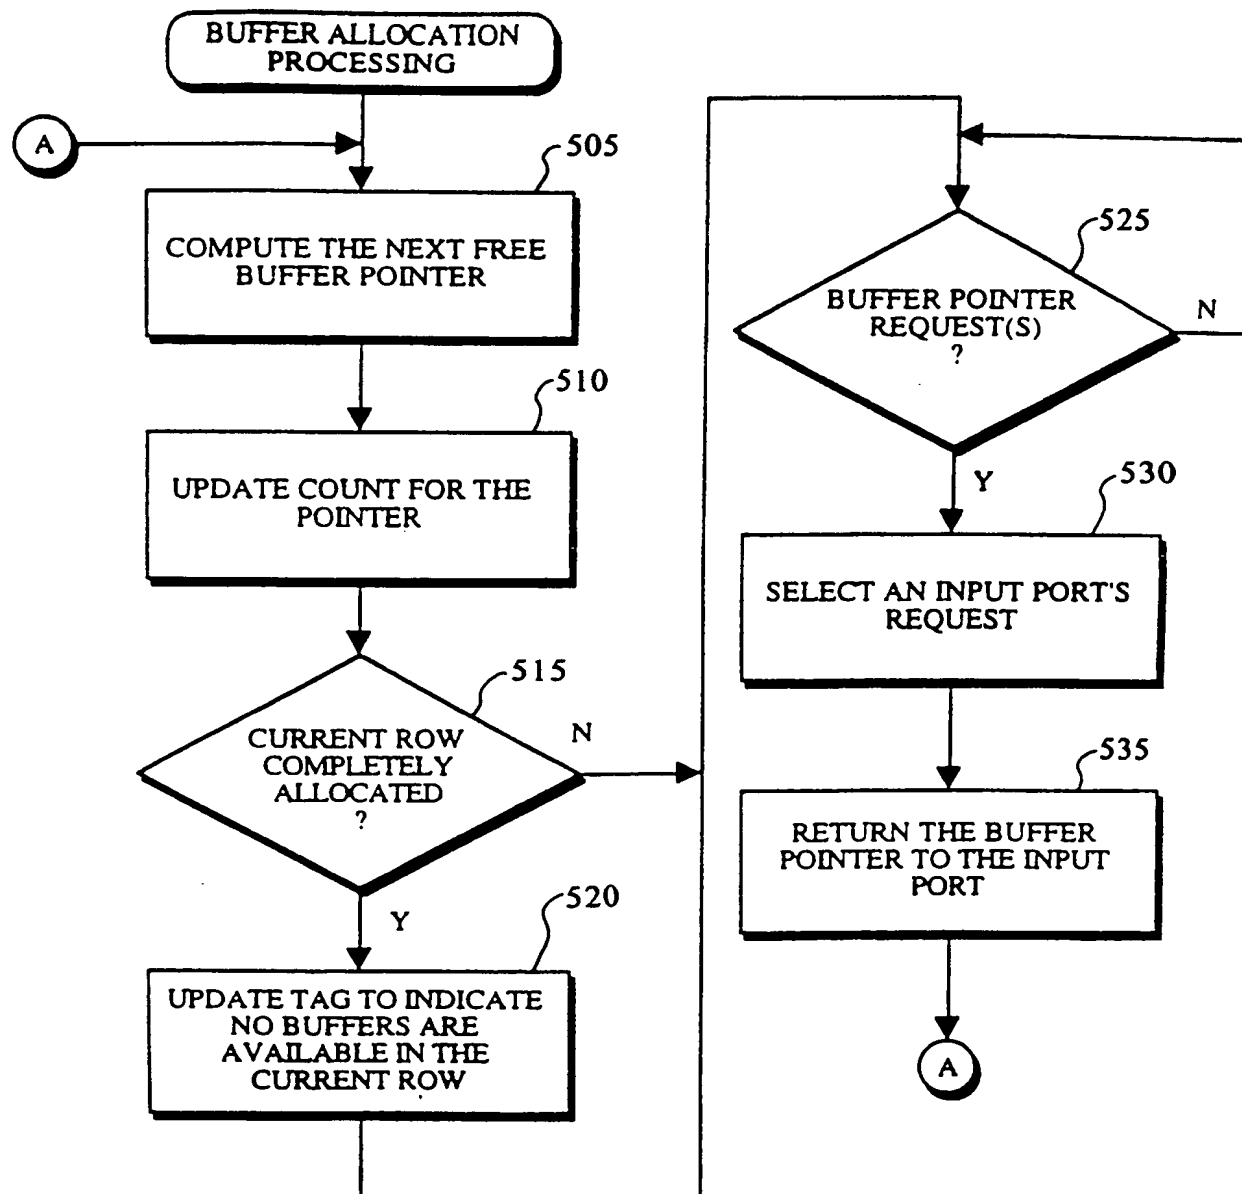 BUFFER ALLOCATION
PROCESSING
A
505
COMPUTE THE NEXT FREE
BUFFER POINTER
510
UPDATE COUNT FOR THE
POINTER
515
CURRENT ROW
COMPLETELY
ALLOCATED
?
N
Y
520
UPDATE TAG TO INDICATE
NO BUFFERS ARE
AVAILABLE IN THE
CURRENT ROW
525
BUFFER POINTER
REQUEST(S)
?
N
Y
530
SELECT AN INPUT PORT'S
REQUEST
535
RETURN THE BUFFER
POINTER TO THE INPUT
PORT
A